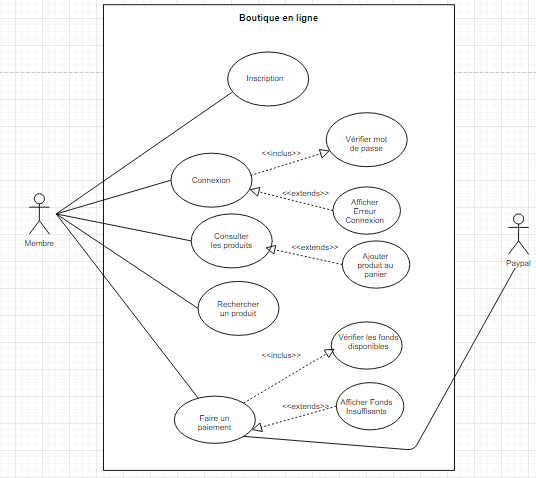 Boutique en ligne
Inscription
Vérifier mot
de passe
<<inclus>>
Connexion
<<extends>>
Afficher
Erreur
Connexion
Membre
Consulter
les produits
<<extends>>
Ajouter
produit au
panier
Paypal
Rechercher
un produit
Vérifier les fonds
disponibles
<<inclus>>
Afficher Fonds
Insuffisants
<<extends>>
Faire un
paiement